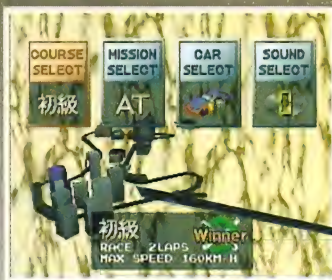 COURSE SELECT
MISSION SELECT
CAR SELECT
SOUND SELECT
初級
AT
初級
Winner
RACE 2LAPS
MAX SPEED 160KM/H